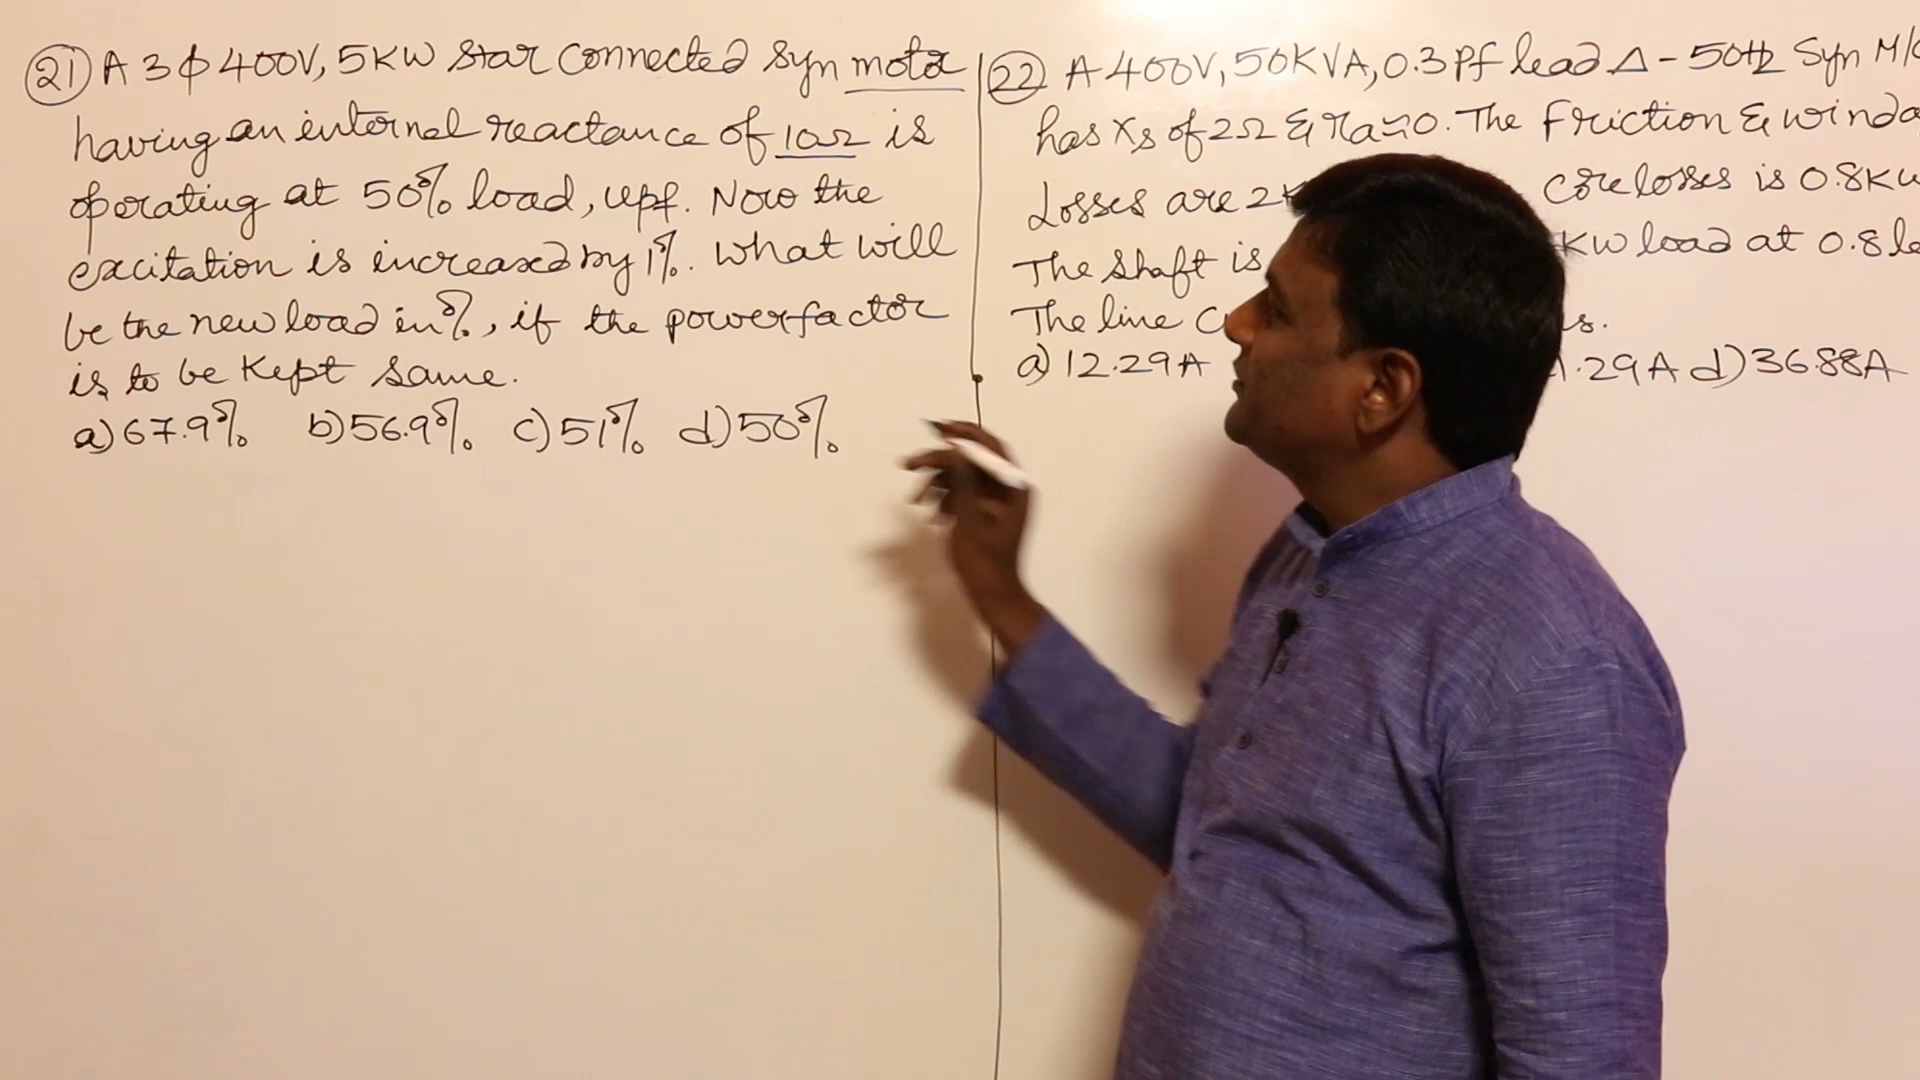 21) A 3ϕ 400V, 5KW star connected syn motor
having an internal reactance of 10Ω is
operating at 50% load, upf. Now the
excitation is increased by 1%. What will
be the new load in %, if the power factor
is to be kept same.
a) 67.9% b) 56.9% c) 51% d) 50%
22 A 400V, 50KVA, 0.3 Pf lead Δ - 50Hz Syn M/C
has Xs of 2Ω & Ra≈0. The Friction &
Losses are core losses is 0.8KW
The shaft is KW load at 0.8
The line
a) 12.29A .29A d) 36.88A